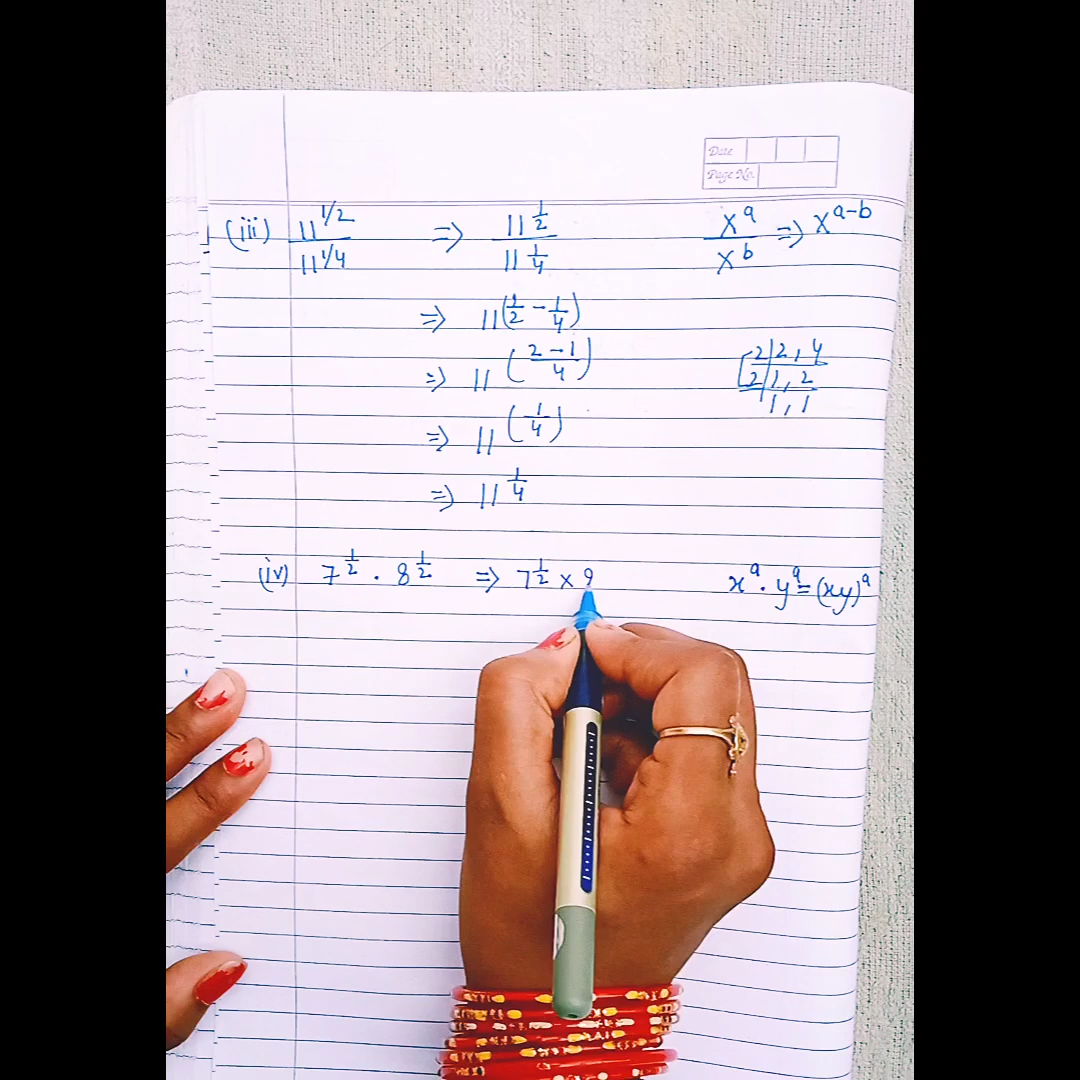 Date
Page No.
(iii) 11^1/2 / 11^1/4 => 11^1/2 / 11^1/4 x^a / x^b => x^a-b
=> 11^(1/2 - 1/4)
=> 11^((2-1)/4)
2|2, 4
2|1, 2
1, 1
=> 11^(1/4)
=> 11^1/4
(iv) 7^1/2 . 8^1/2 => 7^1/2 × x^a . y^a = (xy)^a